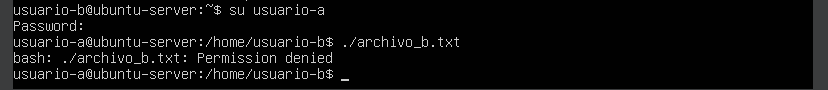 usuario-b@ubuntu-server:~$ su usuario-a
Password:
usuario-a@ubuntu-server:/home/usuario-b$ ./archivo_b.txt
bash: ./archivo_b.txt: Permission denied
usuario-a@ubuntu-server:/home/usuario-b$ _